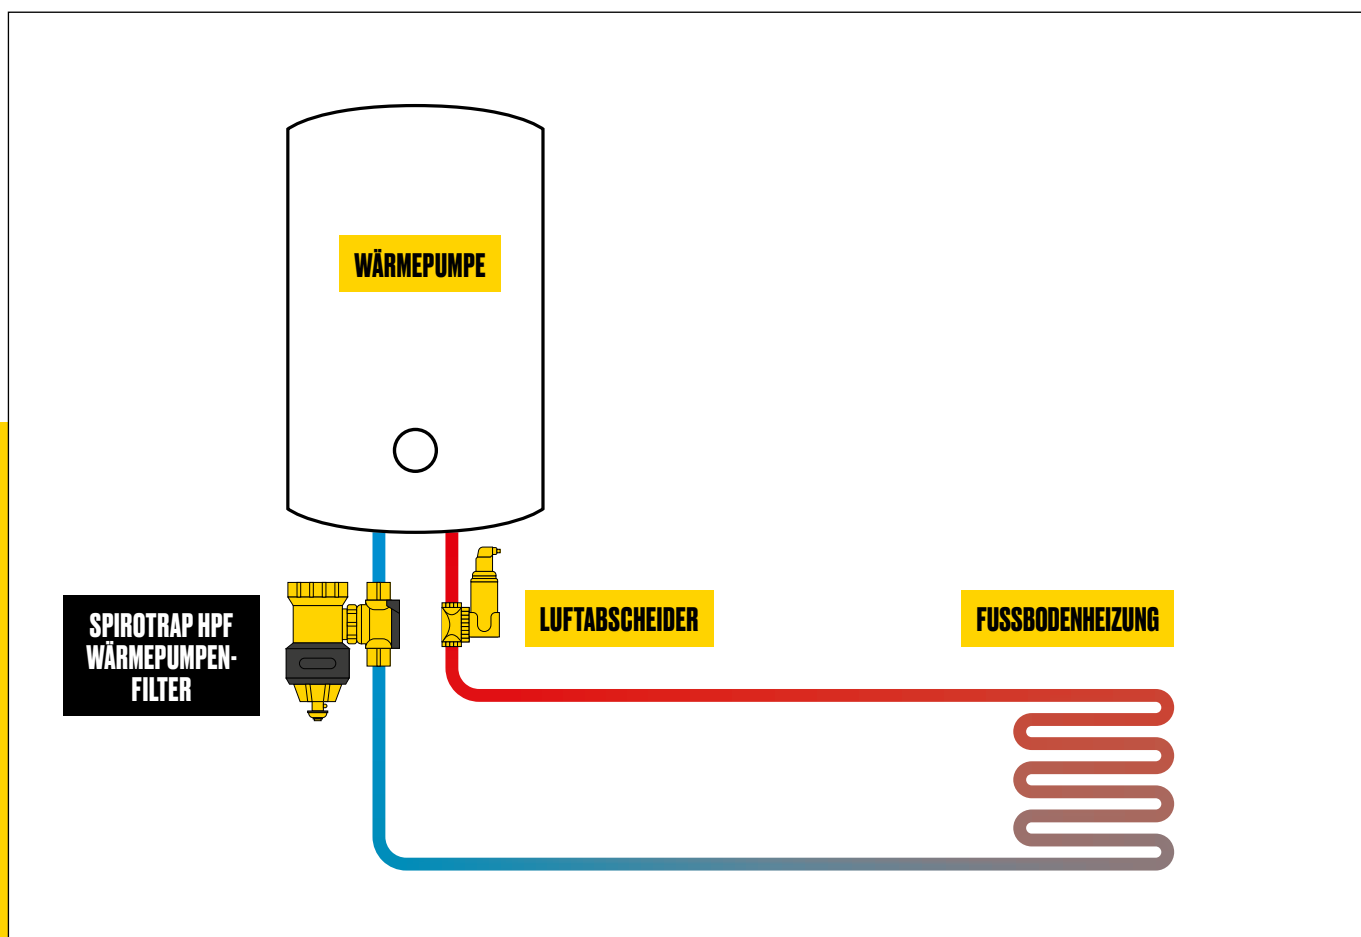 WÄRMEPUMPE
SPIROTRAP HPF
WÄRMEPUMPEN-
FILTER
LUFTABSCHEIDER
FUSSBODENHEIZUNG